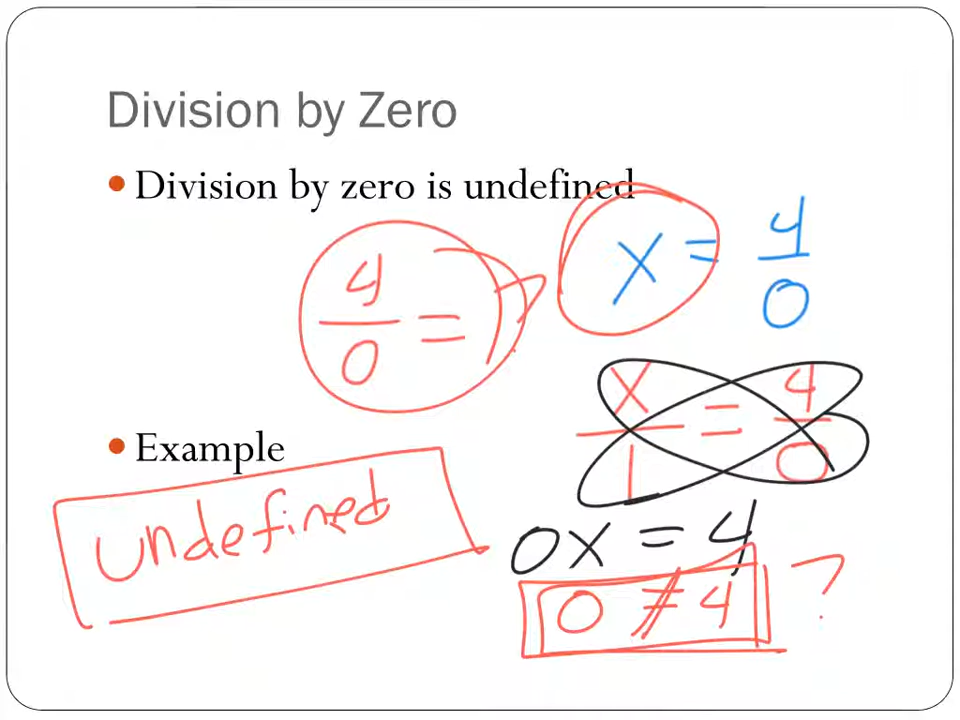 Division by Zero
• Division by zero is undefined
4/0 = ?
x = 4/0
x/1 = 4/0
• Example
undefined
0x = 4
0 ≠ 4 ?